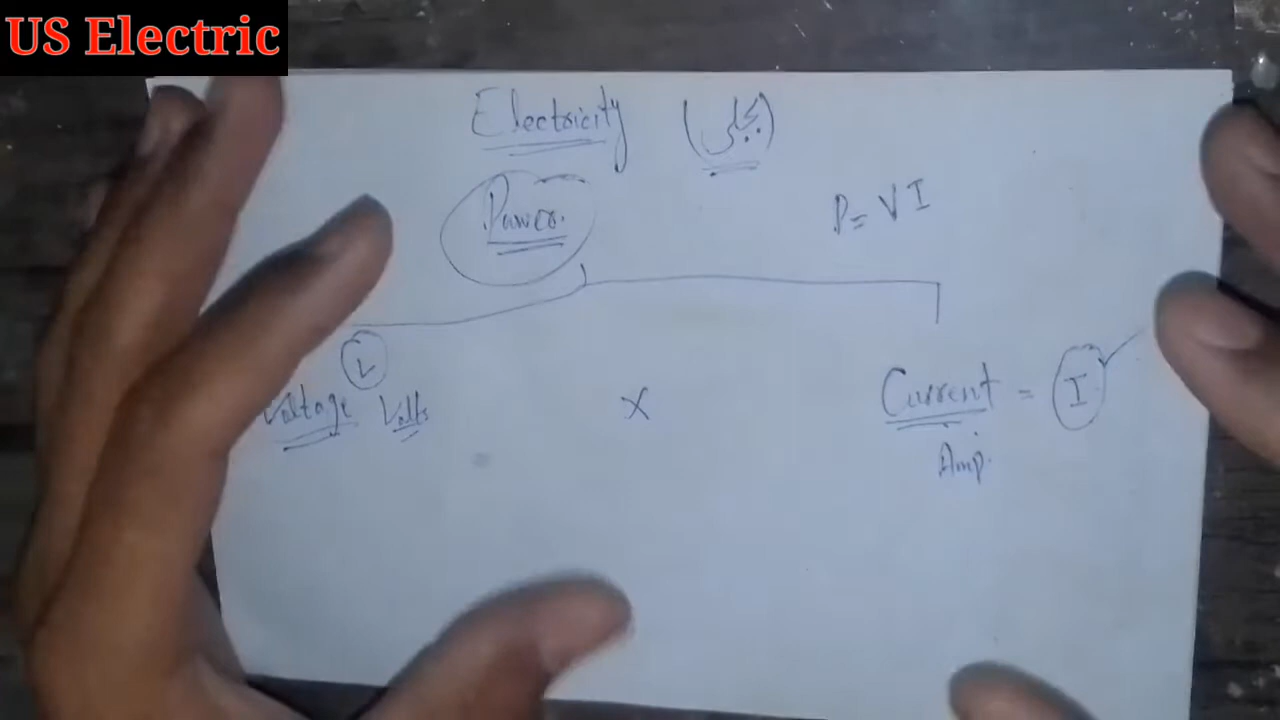 US Electric
Electricity (بجلی)
Power.
P = V I
V
Voltage Volts
X
Current = I
Amp.